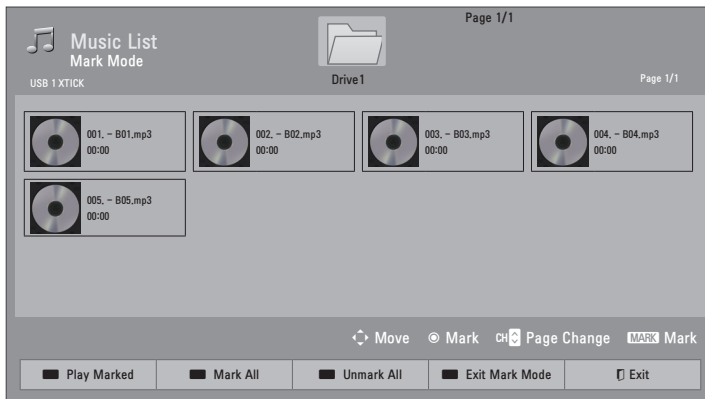 Page 1/1
Music List
Mark Mode
USB 1 XTICK
Drive1
Page 1/1
001. - B01.mp3
00:00
002. - B02.mp3
00:00
003. - B03.mp3
00:00
004. - B04.mp3
00:00
005. - B05.mp3
00:00
Move
Mark
CH Page Change
MARK Mark
Play Marked
Mark All
Unmark All
Exit Mark Mode
Exit